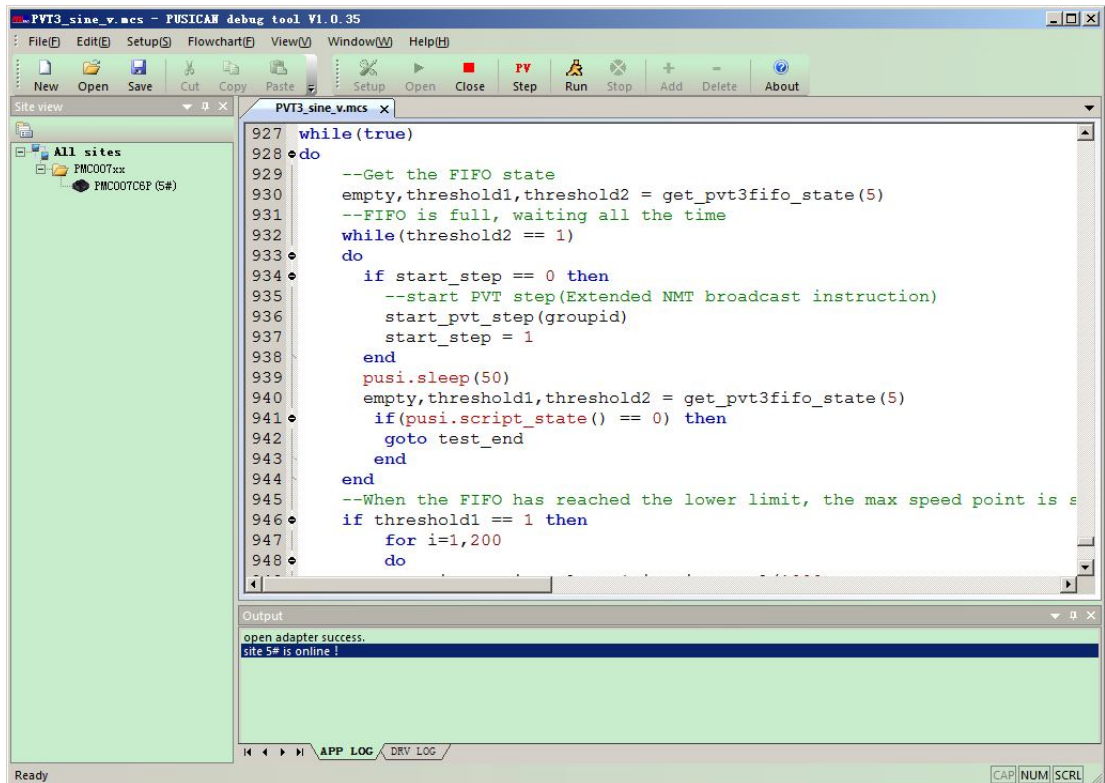 PVT3_sine_v.mcs - PUSICAN debug tool V1.0.35
File(F) Edit(E) Setup(S) Flowchart(F) View(V) Window(W) Help(H)
New Open Save Cut Copy Paste Setup Open Close PV Step Run Stop Add Delete About
Site view
PVT3_sine_v.mcs x
All sites
PMC007xx
PMC007C6P (5#)
927 while(true)
928 do
929 --Get the FIFO state
930 empty,threshold1,threshold2 = get_pvt3fifo_state(5)
931 --FIFO is full, waiting all the time
932 while(threshold2 == 1)
933 do
934 if start_step == 0 then
935 --start PVT step(Extended NMT broadcast instruction)
936 start_pvt_step(groupid)
937 start_step = 1
938 end
939 pusi.sleep(50)
940 empty,threshold1,threshold2 = get_pvt3fifo_state(5)
941 if(pusi.script_state() == 0) then
942 goto test_end
943 end
944 end
945 --When the FIFO has reached the lower limit, the max speed point is s
946 if threshold1 == 1 then
947 for i=1,200
948 do
Output
open adapter success.
site 5# is online !
APP LOG DRV LOG
Ready CAP NUM SCRL